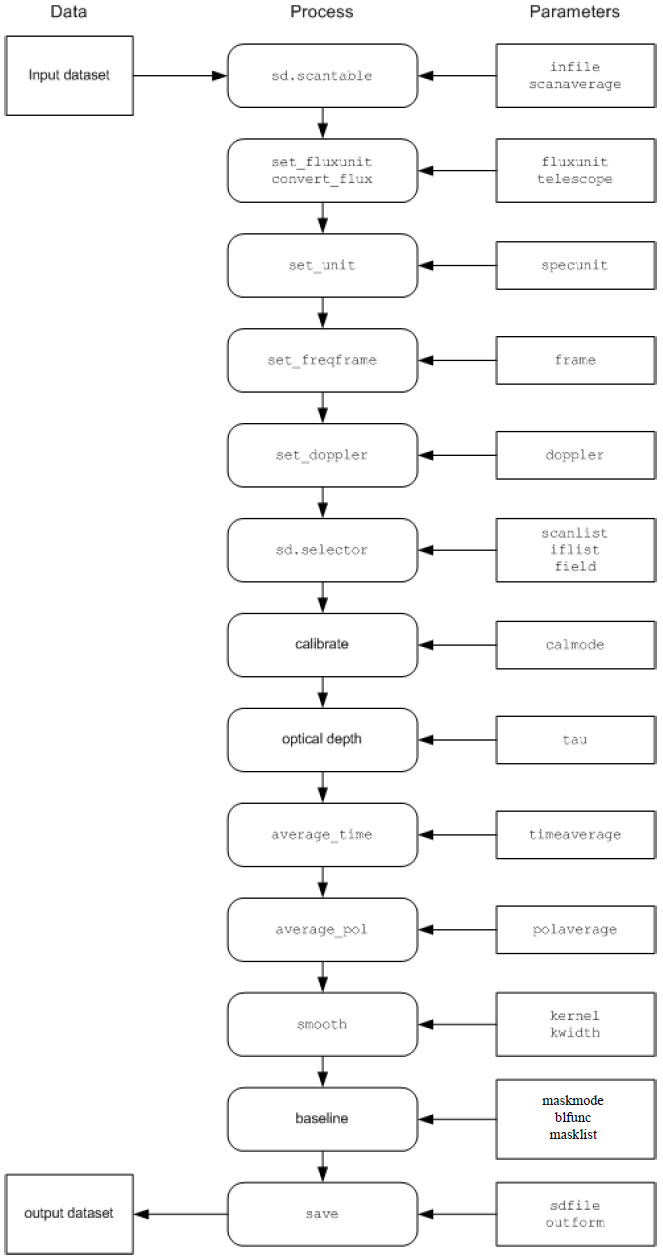 Data
Process
Parameters
Input dataset
sd.scantable
infile
scanaverage
set_fluxunit
convert_flux
fluxunit
telescope
set_unit
specunit
set_freqframe
frame
set_doppler
doppler
sd.selector
scanlist
iflist
field
calibrate
calmode
optical depth
tau
average_time
timeaverage
average_pol
polaverage
smooth
kernel
kwidth
baseline
maskmode
blfunc
masklist
output dataset
save
sdfile
outform